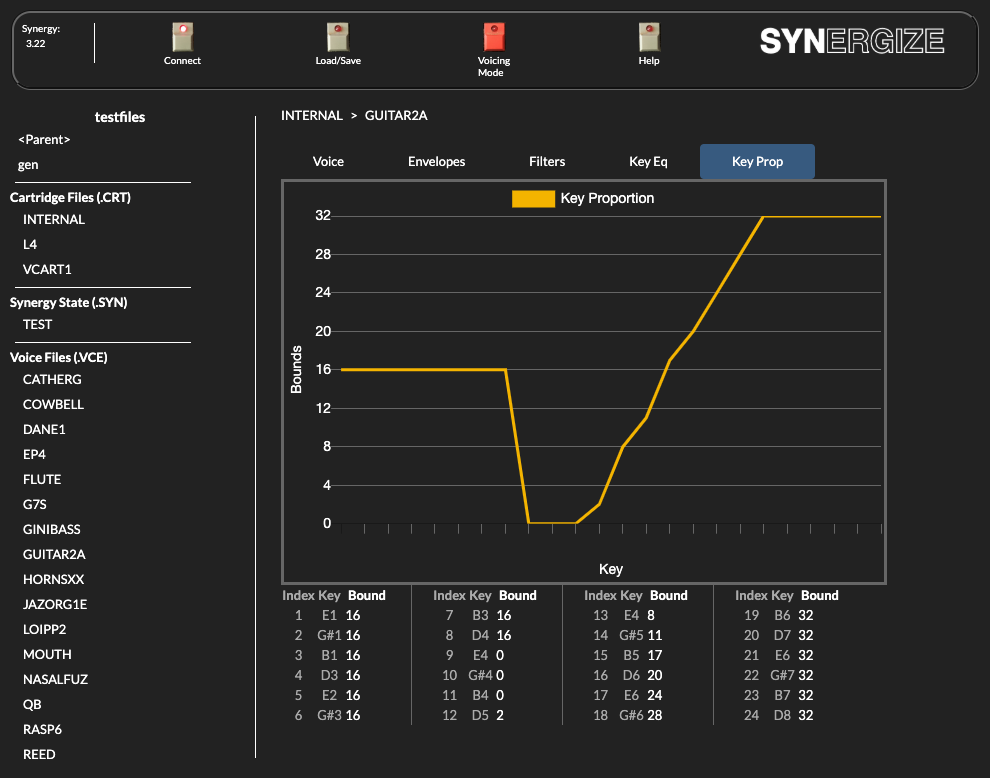 Synergy:
3.22
Connect
Load/Save
Voicing
Mode
Help
SYNERGIZE
testfiles
<Parent>
gen
Cartridge Files (.CRT)
INTERNAL
L4
VCART1
Synergy State (.SYN)
TEST
Voice Files (.VCE)
CATHERG
COWBELL
DANE1
EP4
FLUTE
G7S
GINIBASS
GUITAR2A
HORNSXX
JAZORG1E
LOIPP2
MOUTH
NASALFUZ
QB
RASP6
REED
INTERNAL > GUITAR2A
Voice Envelopes Filters Key Eq Key Prop
Key Proportion
32
28
24
20
16
12
8
4
0
Bounds
Key
Index Key Bound Index Key Bound Index Key Bound Index Key Bound
1 E1 16 7 B3 16 13 E4 8 19 B6 32
2 G#1 16 8 D4 16 14 G#5 11 20 D7 32
3 B1 16 9 E4 0 15 B5 17 21 E6 32
4 D3 16 10 G#4 0 16 D6 20 22 G#7 32
5 E2 16 11 B4 0 17 E6 24 23 B7 32
6 G#3 16 12 D5 2 18 G#6 28 24 D8 32